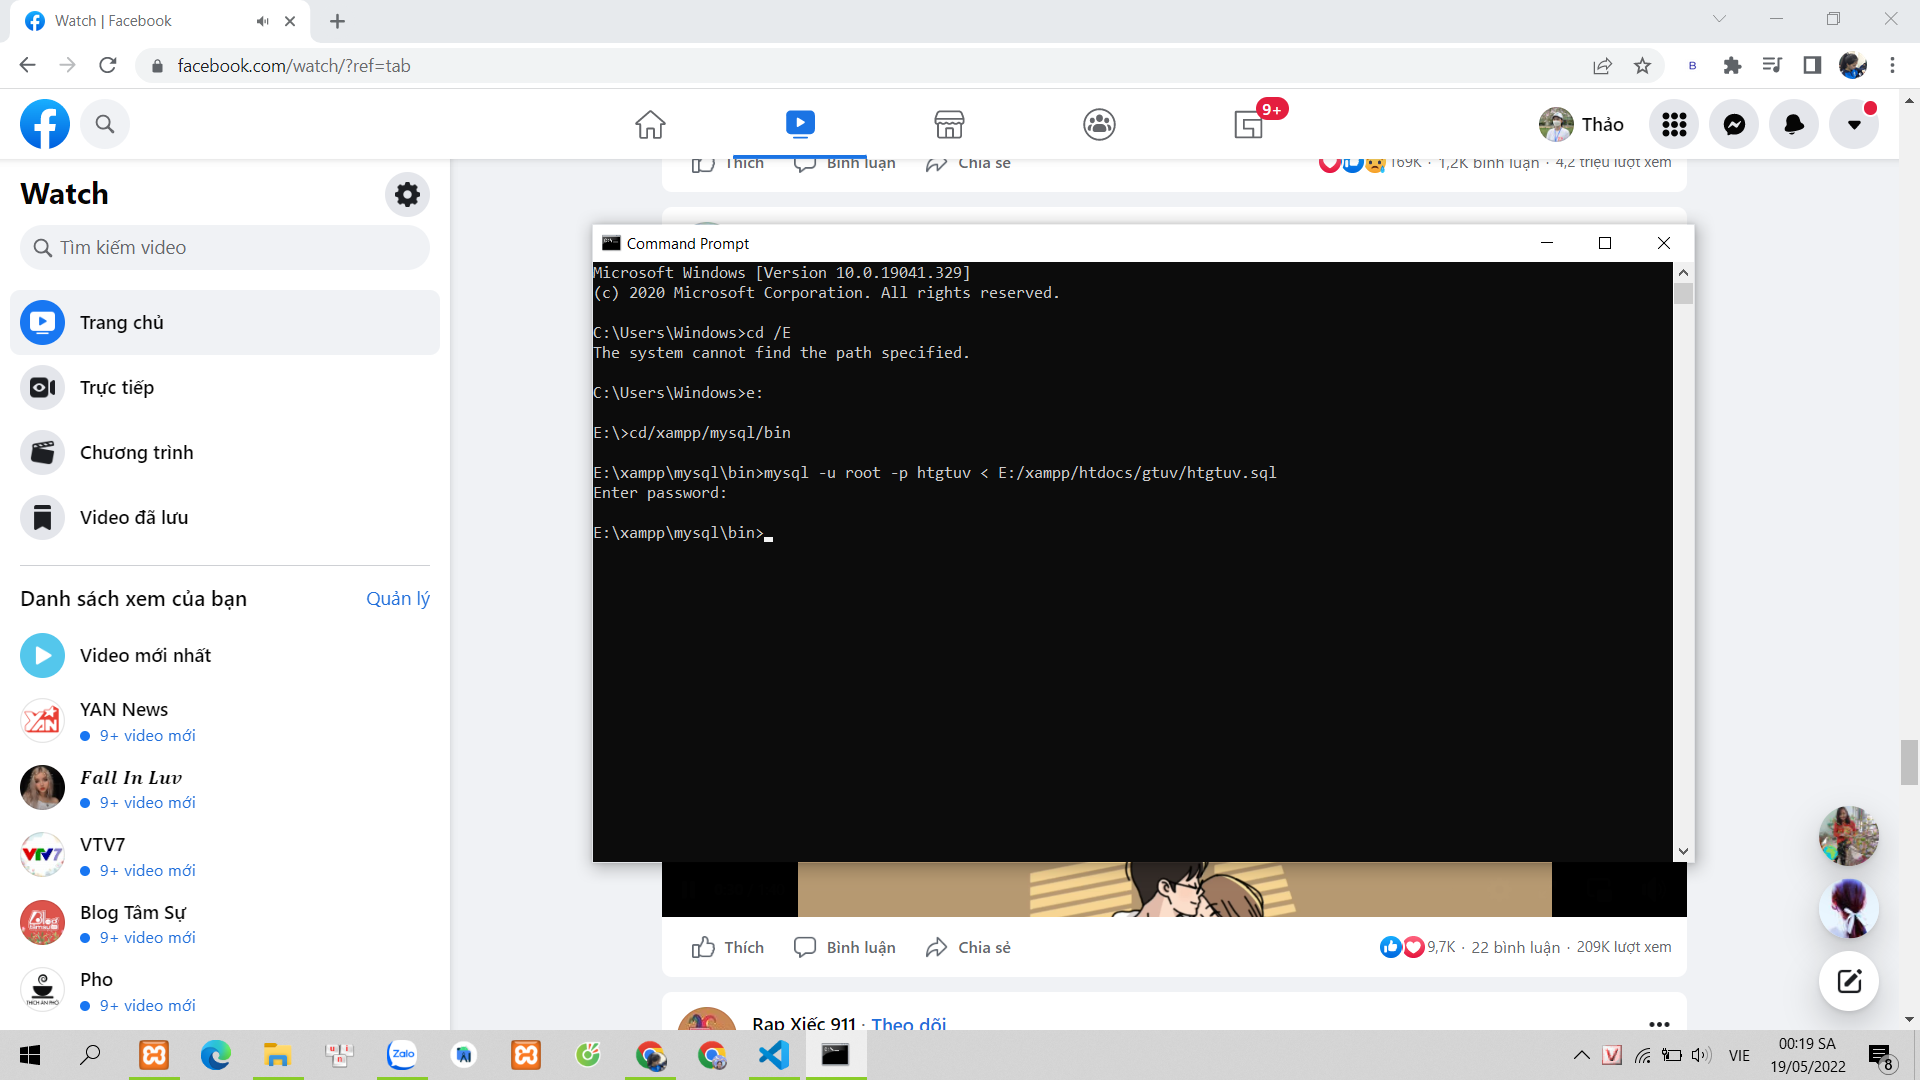 Watch | Facebook
facebook.com/watch/?ref=tab
B
9+
Thảo
Watch
Tìm kiếm video
Trang chủ
Trực tiếp
Chương trình
Video đã lưu
Danh sách xem của bạn
Quản lý
Video mới nhất
YAN News
9+ video mới
Fall In Luv
9+ video mới
VTV7
9+ video mới
Blog Tâm Sự
9+ video mới
Pho
9+ video mới
Thích
Bình luận
Chia sẻ
169K · 1,2K bình luận · 4,2 triệu lượt xem
Command Prompt
Microsoft Windows [Version 10.0.19041.329]
(c) 2020 Microsoft Corporation. All rights reserved.
C:\Users\Windows>cd /E
The system cannot find the path specified.
C:\Users\Windows>e:
E:\>cd/xampp/mysql/bin
E:\xampp\mysql\bin>mysql -u root -p htgtuv < E:/xampp/htdocs/gtuv/htgtuv.sql
Enter password:
E:\xampp\mysql\bin>
Thích
Bình luận
Chia sẻ
9,7K · 22 bình luận · 209K lượt xem
Rap Xiếc 911 · Theo dõi
Zalo
VIE
00:19 SA
19/05/2022
8